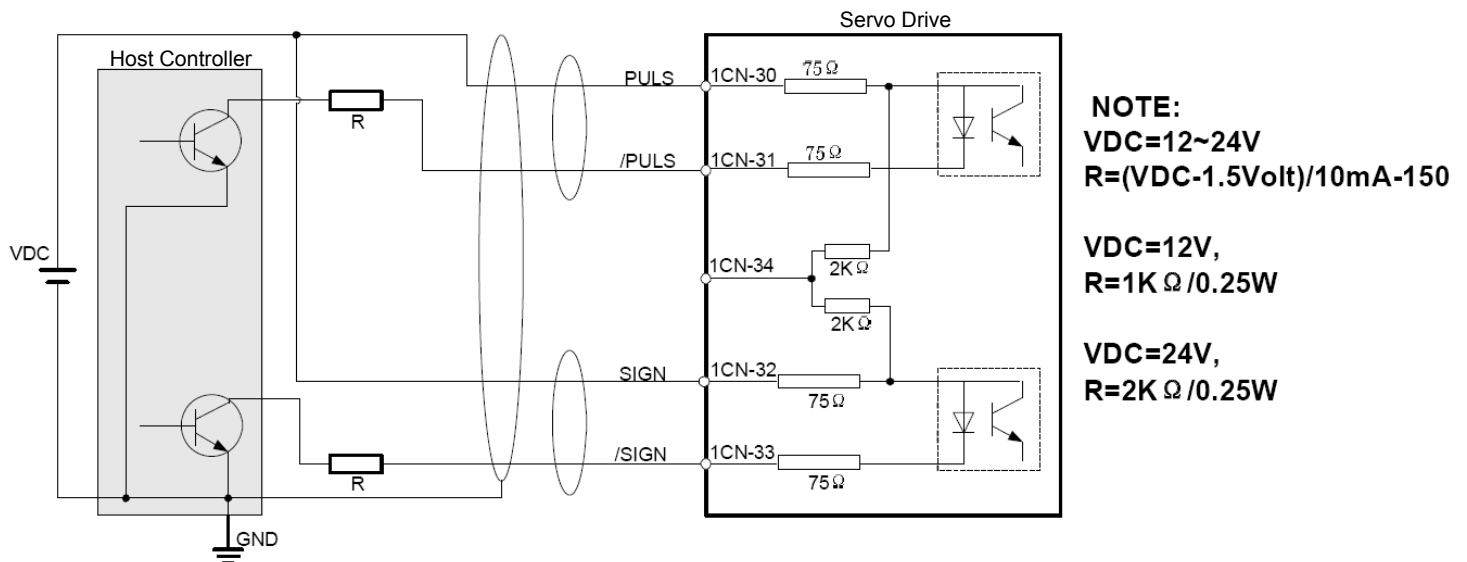 Servo Drive
Host Controller
PULS
1CN-30
75Ω
R
/PULS
1CN-31
75Ω
VDC
1CN-34
2KΩ
2KΩ
SIGN
1CN-32
75Ω
/SIGN
1CN-33
75Ω
R
GND
NOTE:
VDC=12~24V
R=(VDC-1.5Volt)/10mA-150
VDC=12V,
R=1KΩ/0.25W
VDC=24V,
R=2KΩ/0.25W